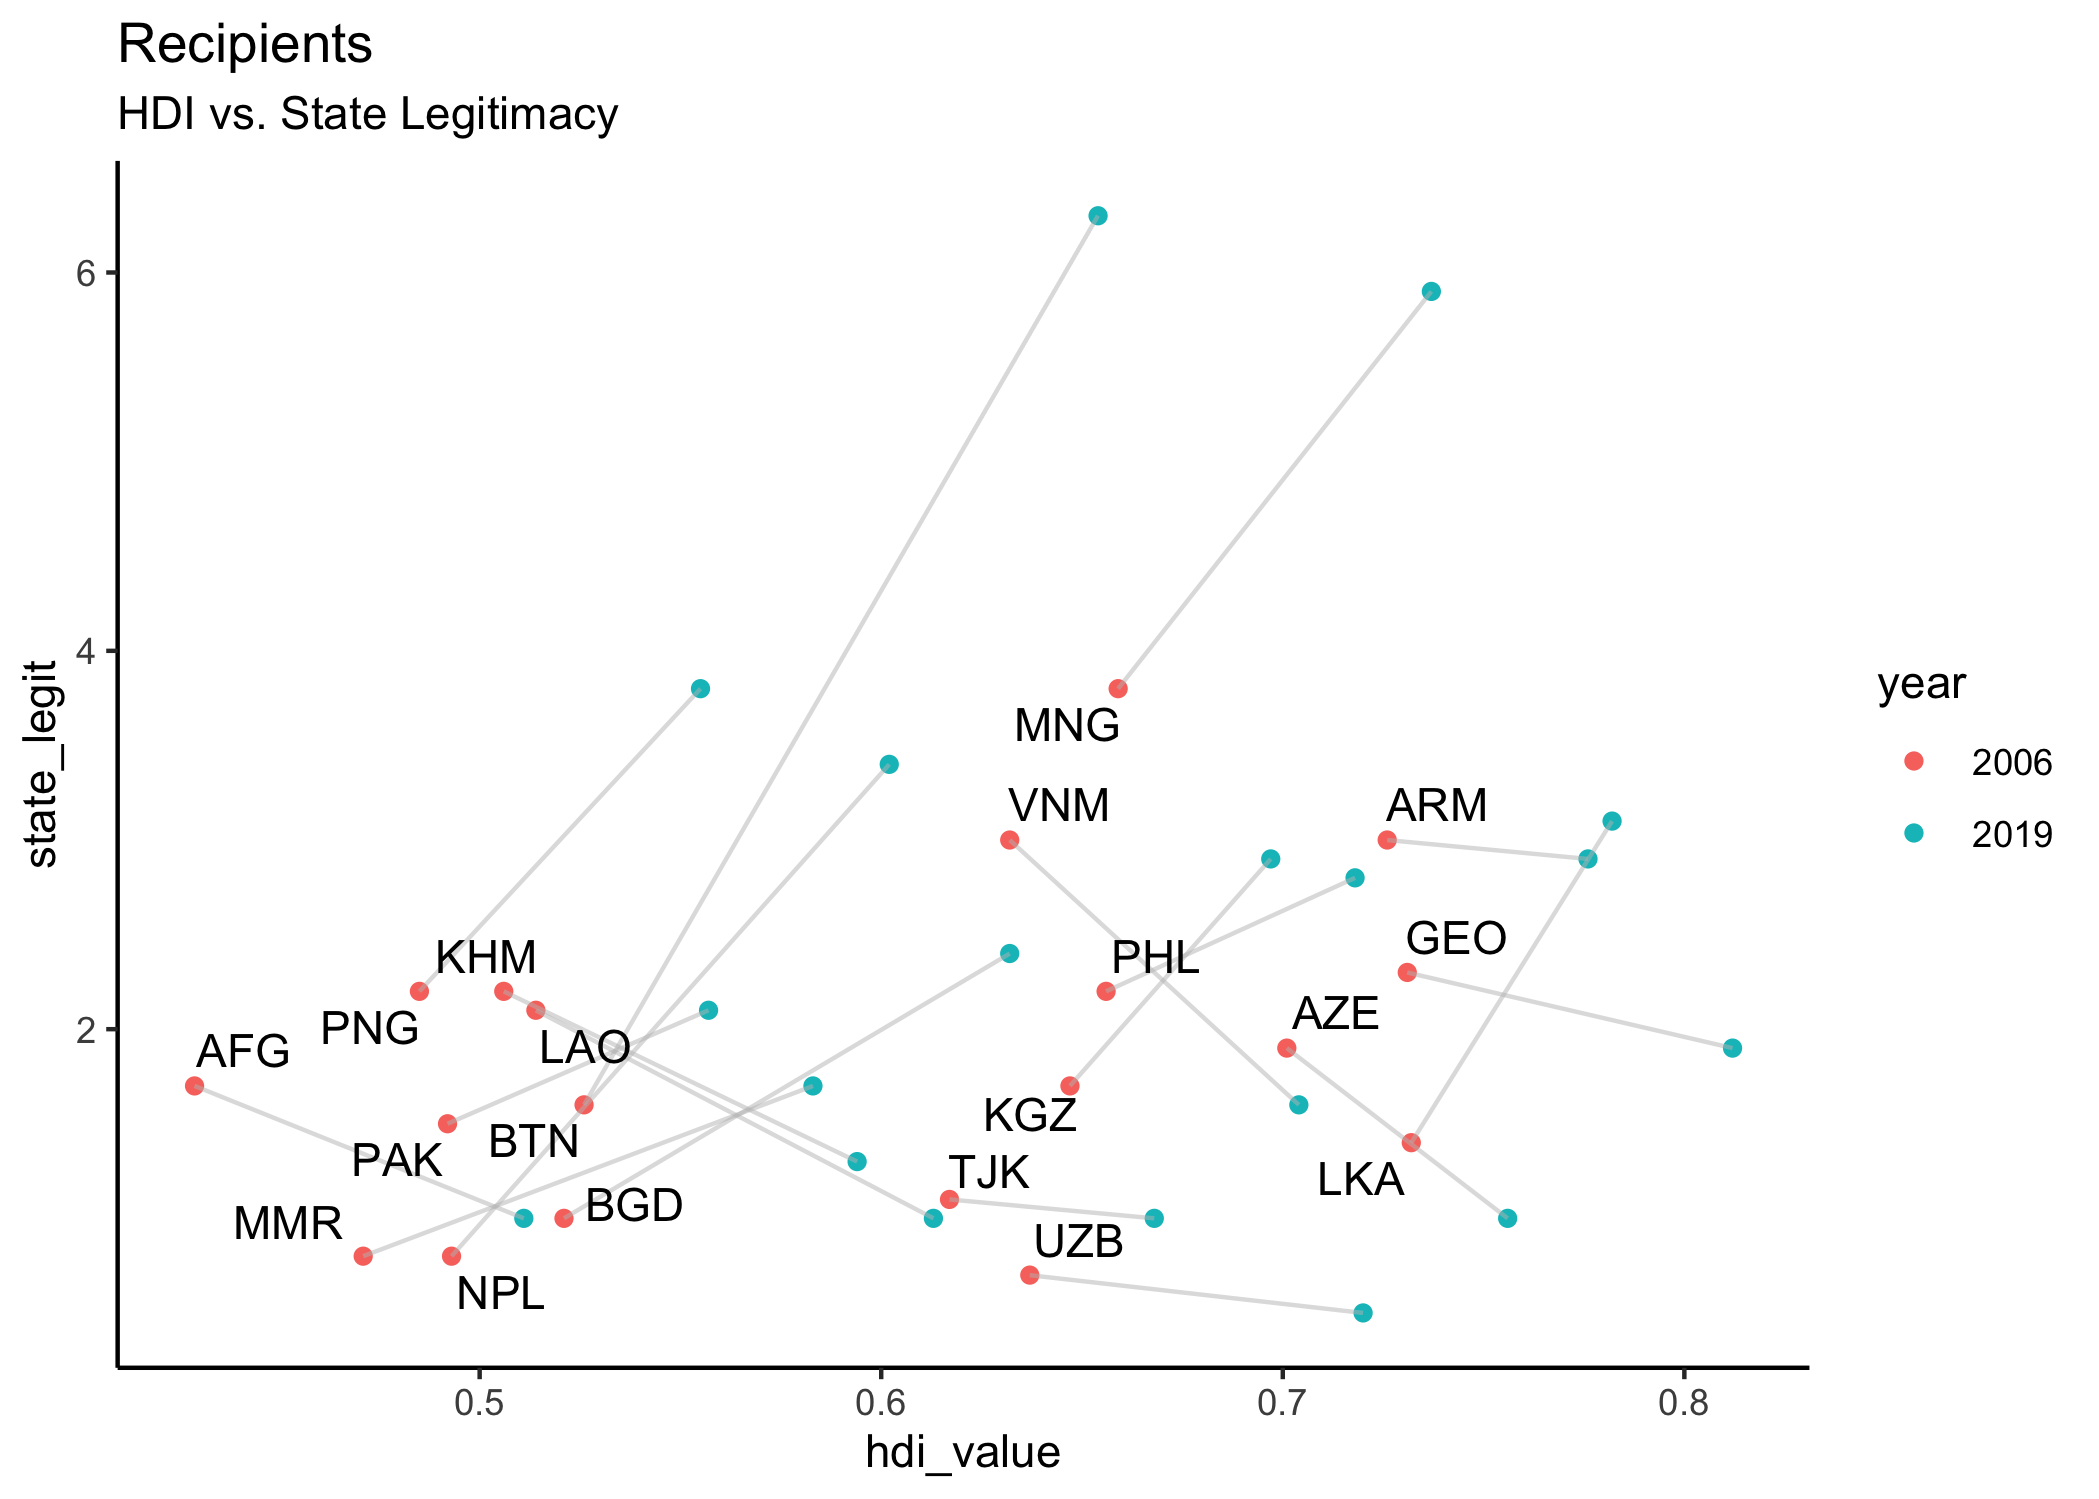 Recipients
HDI vs. State Legitimacy
6
4
2
state_legit
MNG
VNM
ARM
KHM
PHL
GEO
PNG
AZE
AFG
LAO
KGZ
PAK
BTN
TJK
LKA
MMR
BGD
UZB
NPL
0.5 0.6 0.7 0.8
hdi_value
year
2006
2019